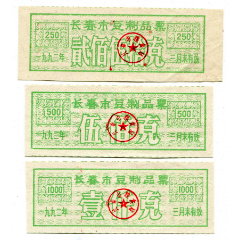 长春市豆制品票
250 250
贰佰伍拾克
一九九二年 三月末有效
长春市豆制品票
500 500
伍佰克
一九九二年 三月末有效
长春市豆制品票
1000 1000
壹 克
一九九二年 三月末有效